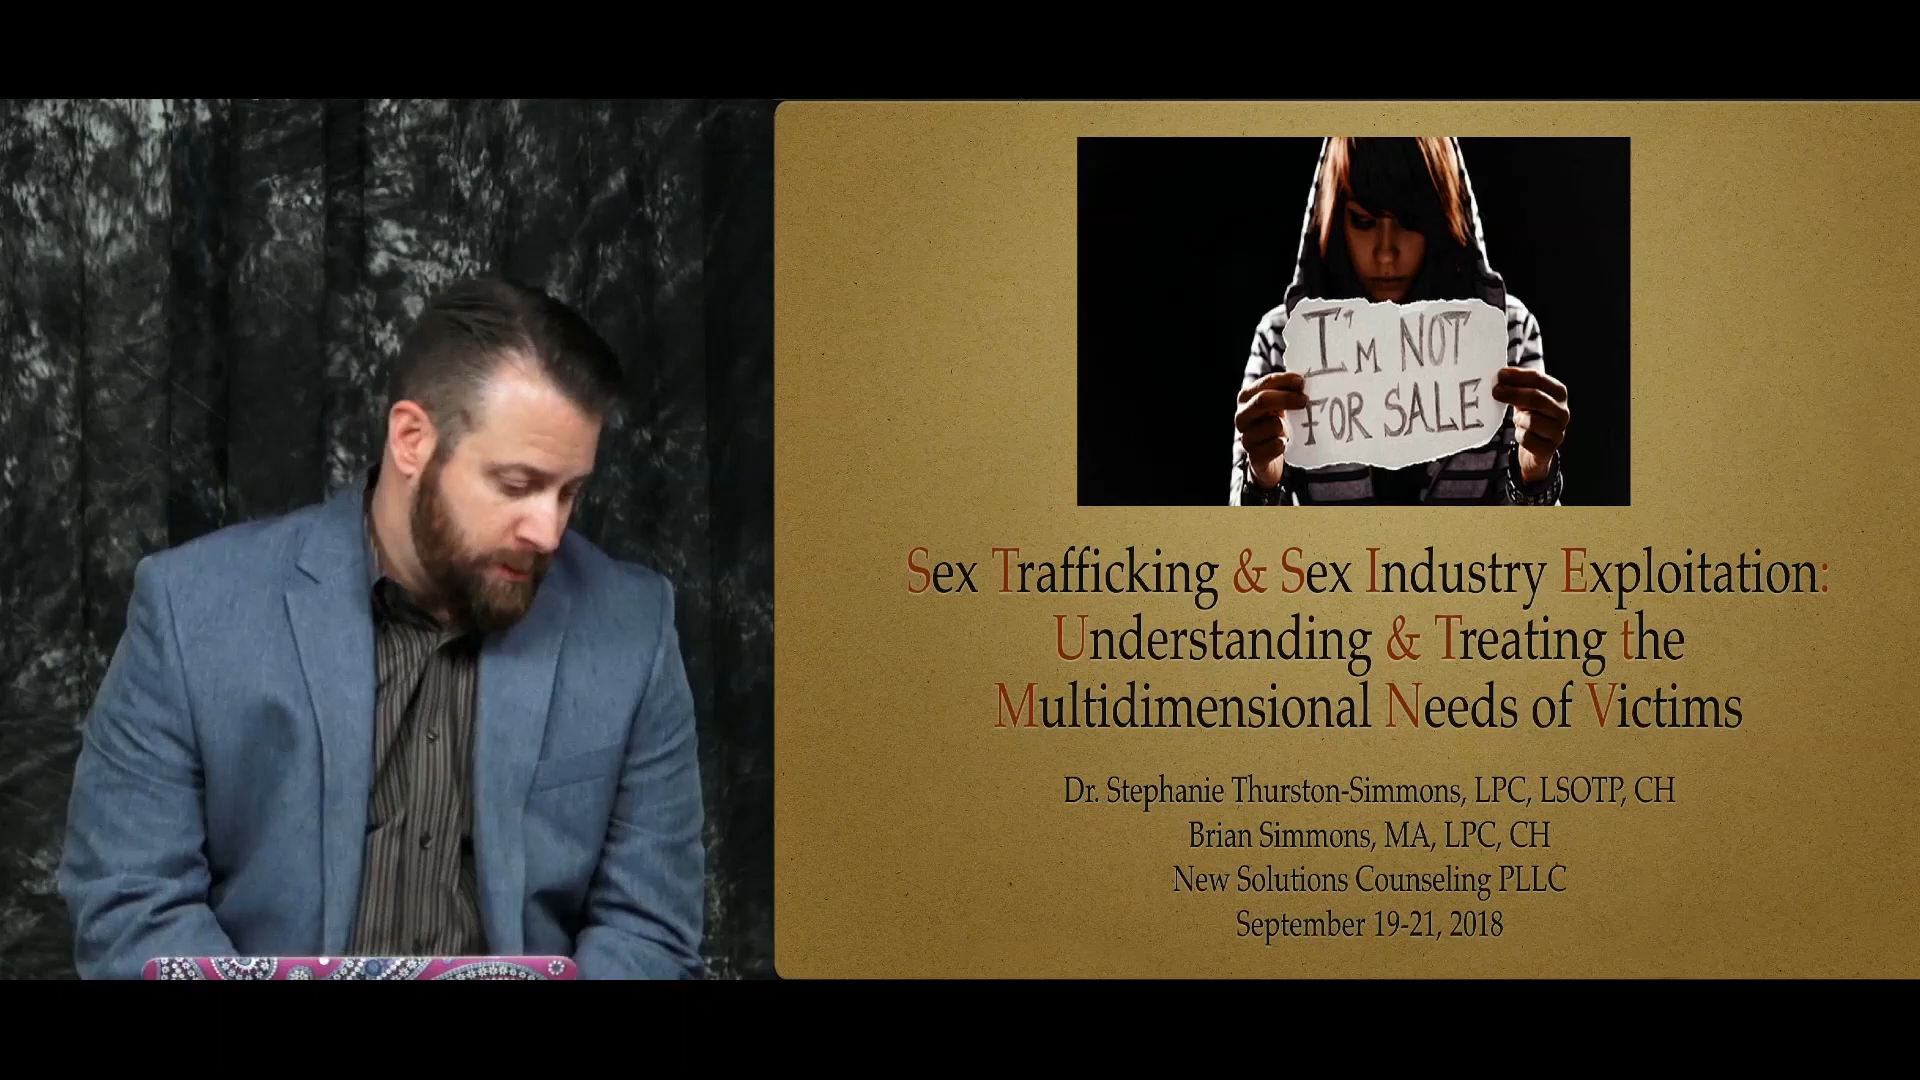 I'M NOT
FOR SALE
Sex Trafficking & Sex Industry Exploitation:
Understanding & Treating the
Multidimensional Needs of Victims
Dr. Stephanie Thurston-Simmons, LPC, LSOTP, CH
Brian Simmons, MA, LPC, CH
New Solutions Counseling PLLC
September 19-21, 2018